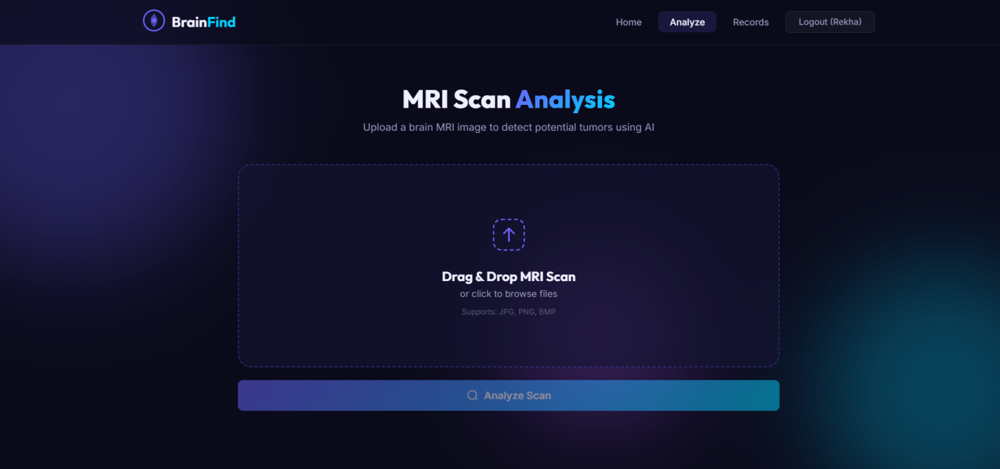 BrainFind
Home
Analyze
Records
Logout (Rekha)
MRI Scan Analysis
Upload a brain MRI image to detect potential tumors using AI
Drag & Drop MRI Scan
or click to browse files
Supports: JPG, PNG, BMP
Analyze Scan